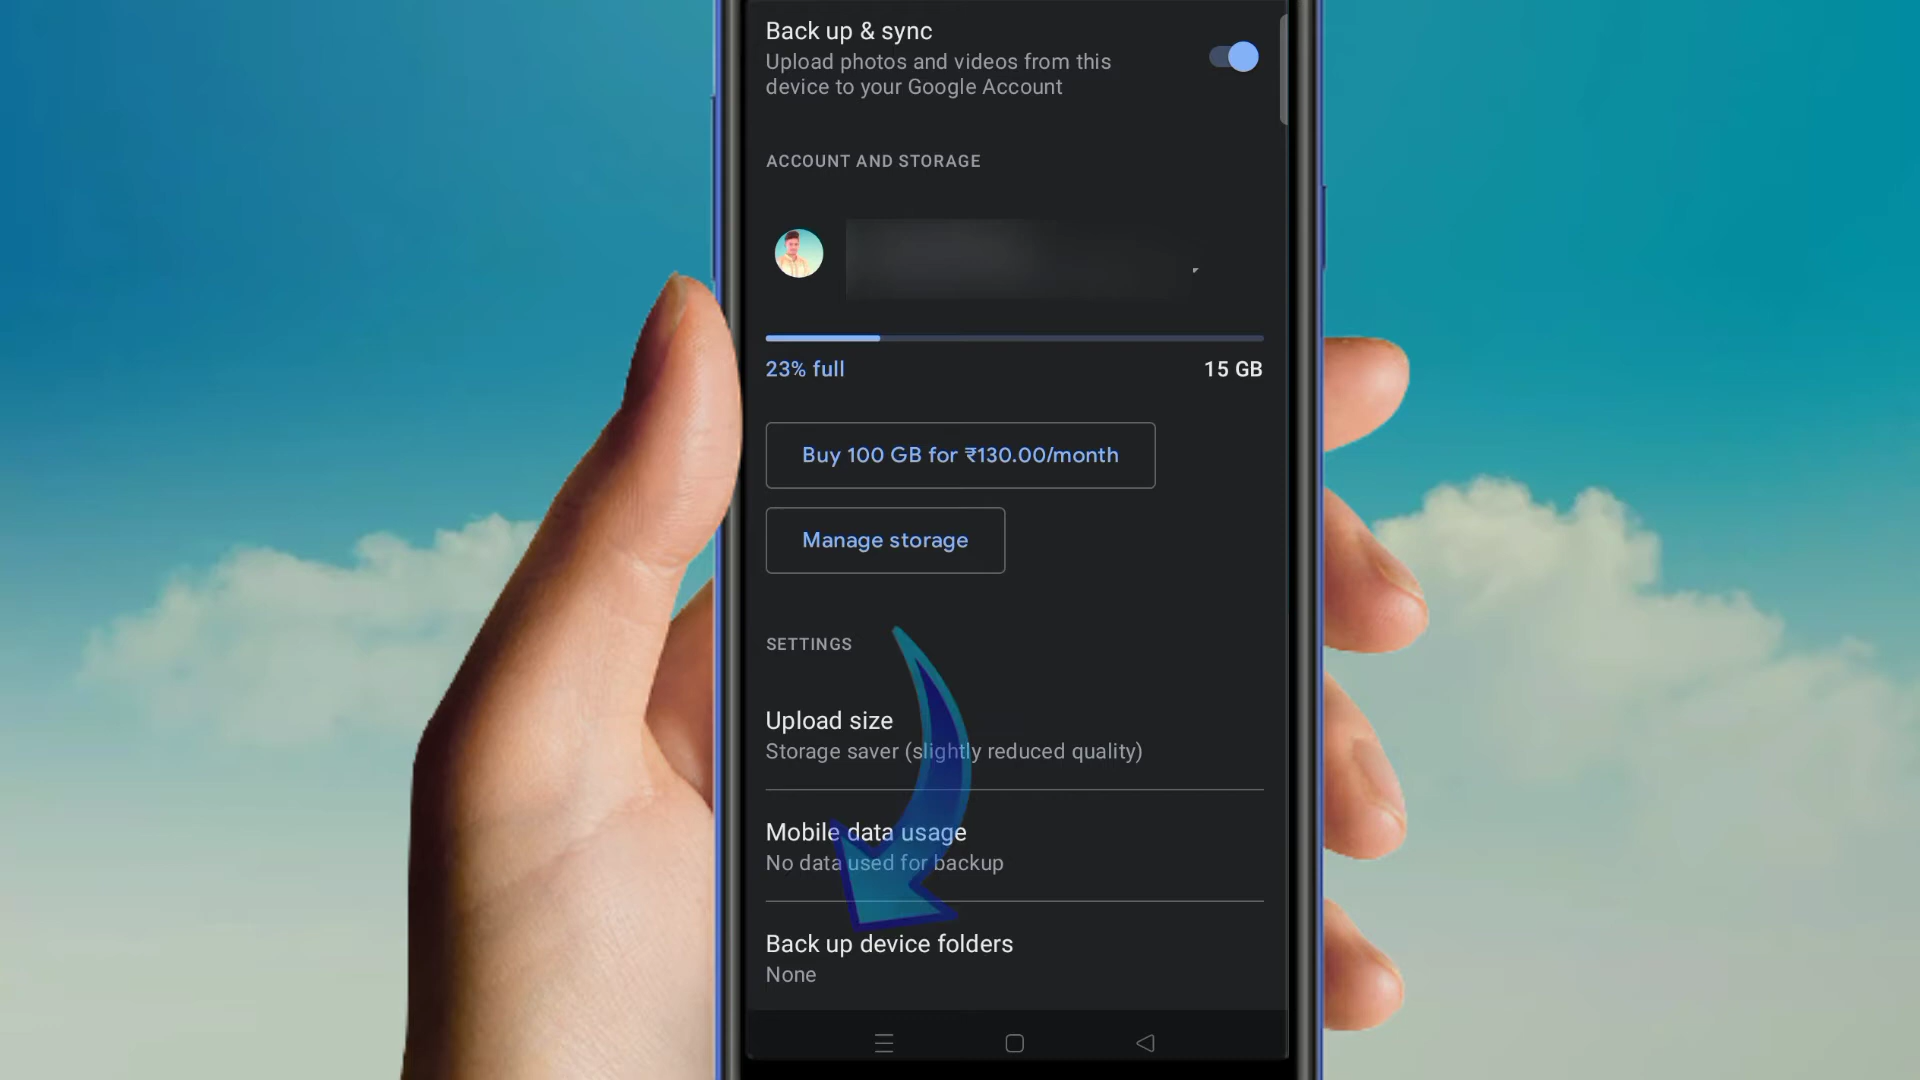 Back up & sync
Upload photos and videos from this
device to your Google Account
ACCOUNT AND STORAGE
23% full
15 GB
Buy 100 GB for ₹130.00/month
Manage storage
SETTINGS
Upload size
Storage saver (slightly reduced quality)
Mobile data usage
No data used for backup
Back up device folders
None